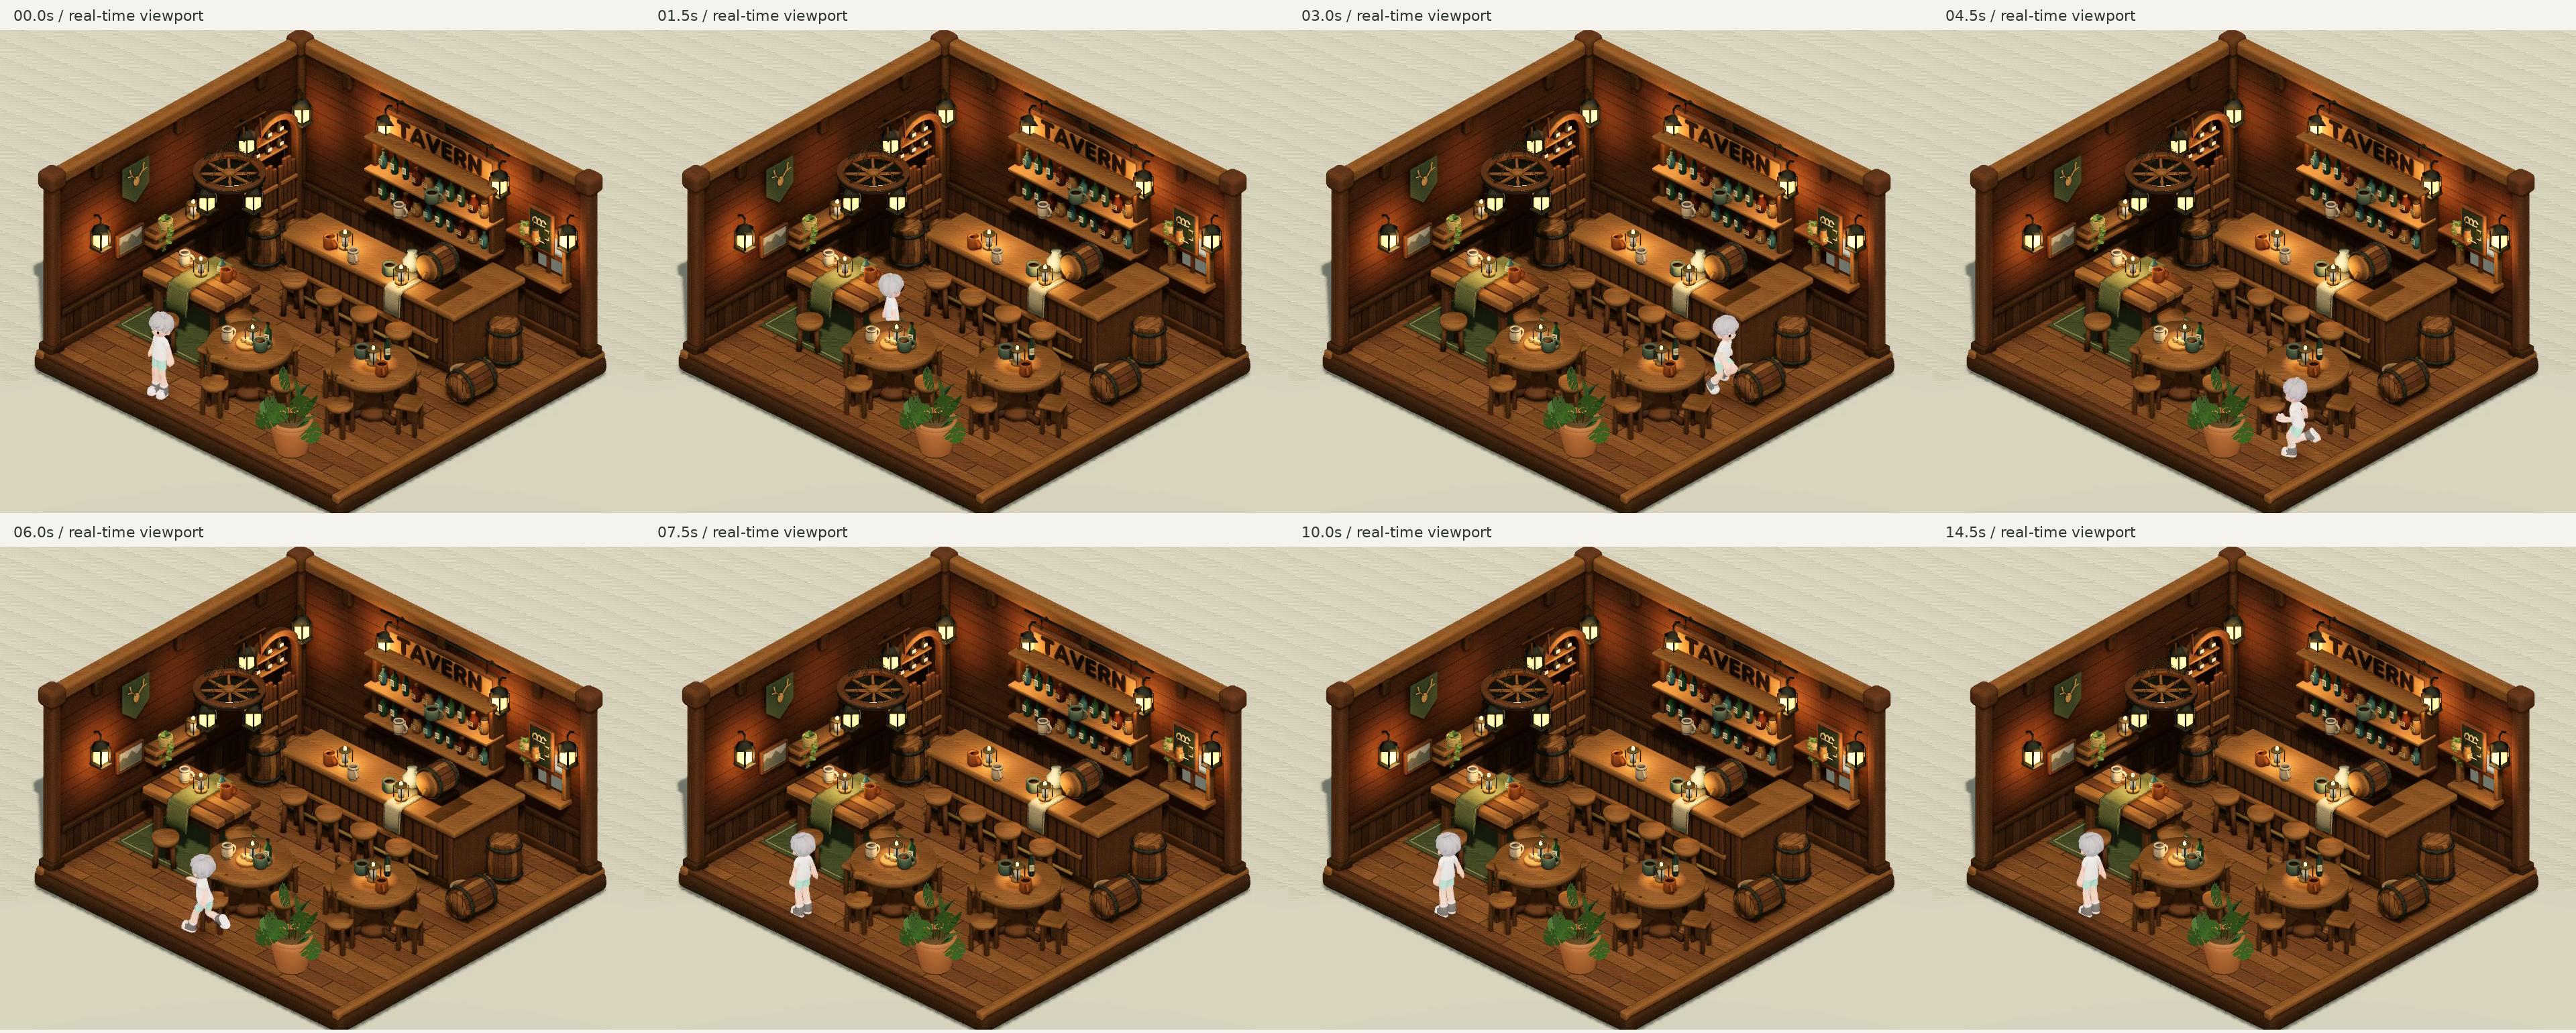 00.0s / real-time viewport
01.5s / real-time viewport
03.0s / real-time viewport
04.5s / real-time viewport
TAVERN
TAVERN
TAVERN
TAVERN
06.0s / real-time viewport
07.5s / real-time viewport
10.0s / real-time viewport
14.5s / real-time viewport
TAVERN
TAVERN
TAVERN
TAVERN